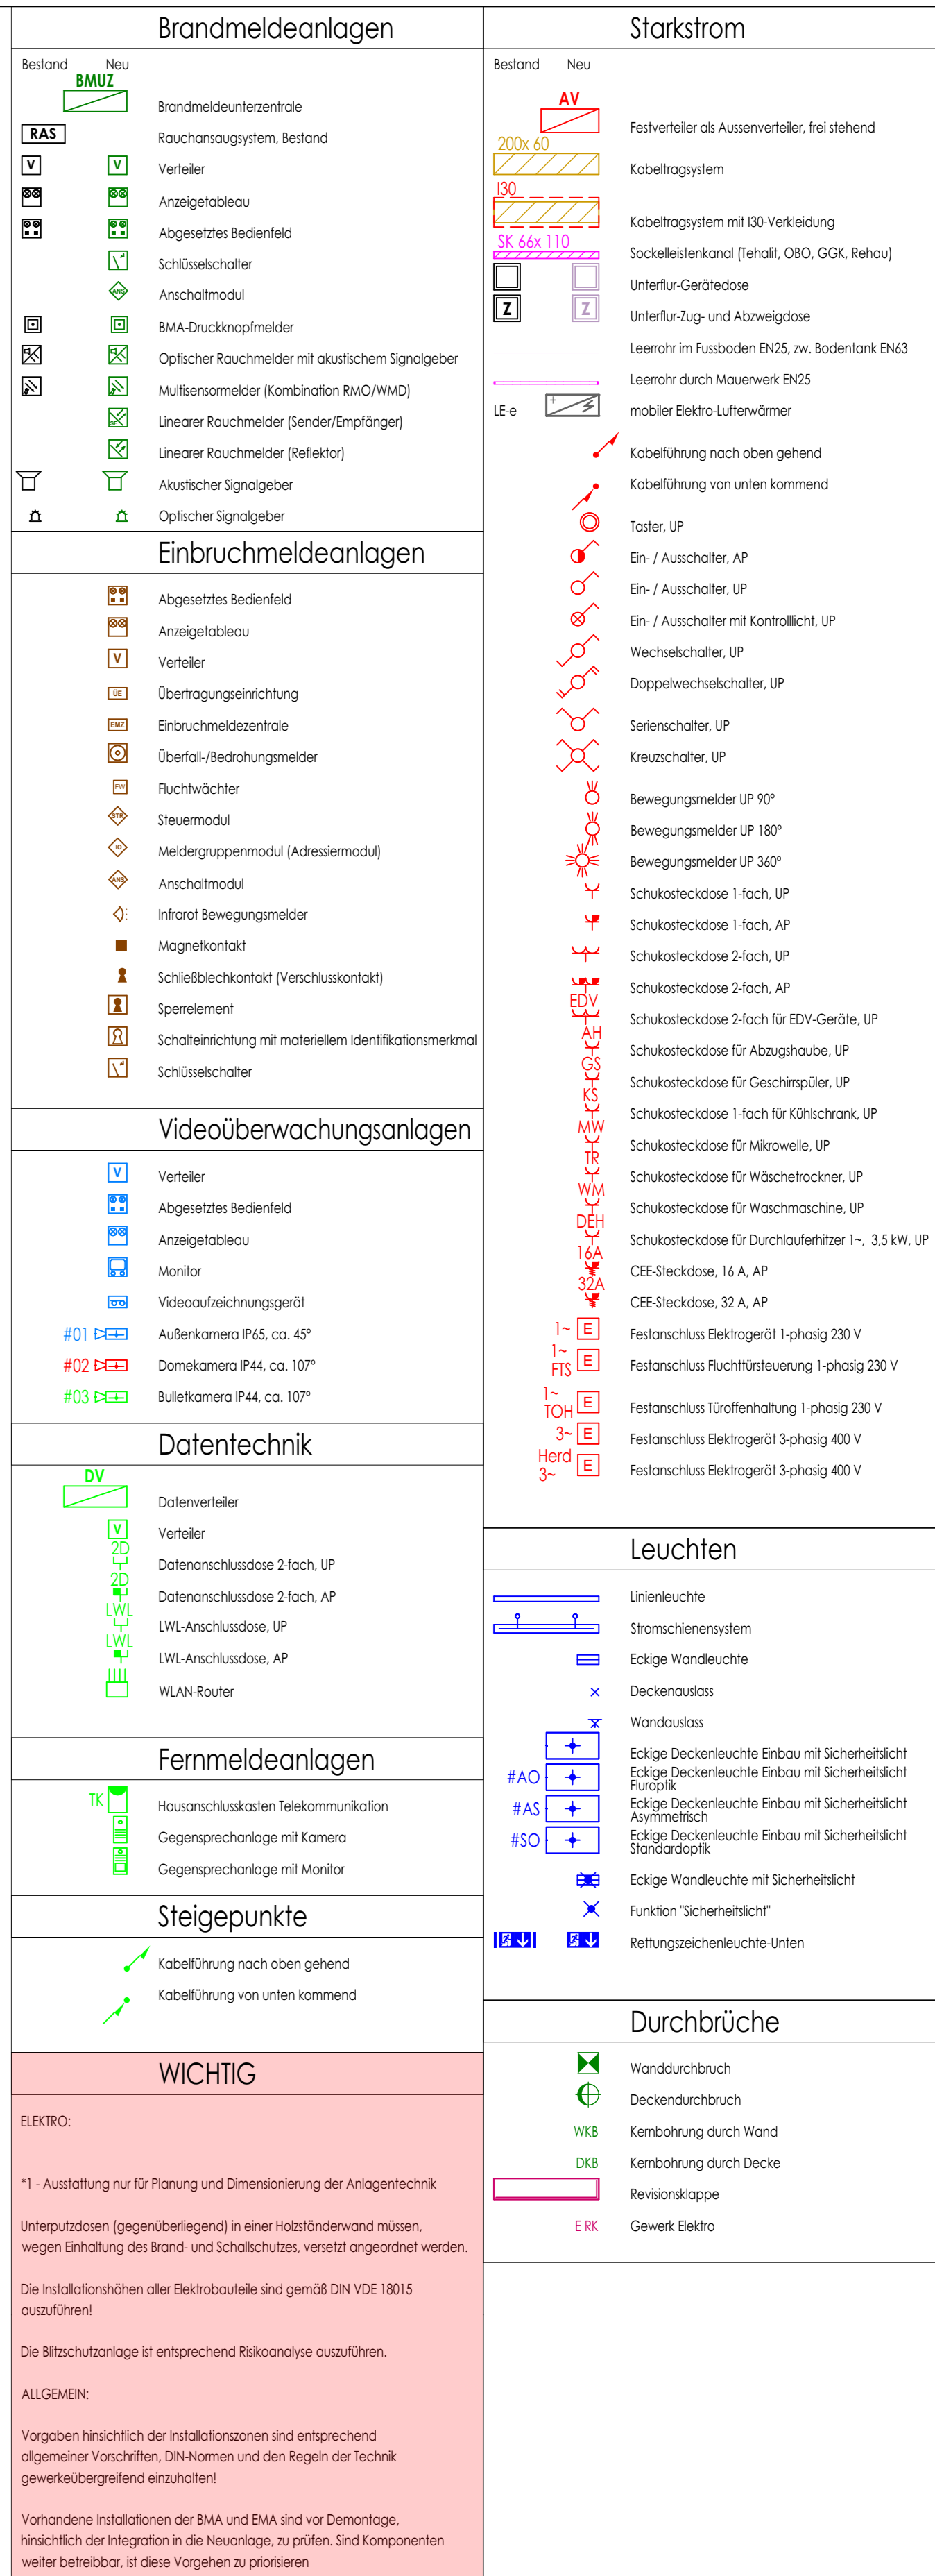 Brandmeldeanlagen
Bestand Neu
BMUZ
Brandmeldeunterzentrale
RAS Rauchansaugsystem, Bestand
V V Verteiler
Anzeigetableau
Abgesetztes Bedienfeld
Schlüsselschalter
ANS Anschaltmodul
BMA-Druckknopfmelder
Optischer Rauchmelder mit akustischem Signalgeber
Multisensormelder (Kombination RMO/WMD)
SE Linearer Rauchmelder (Sender/Empfänger)
Linearer Rauchmelder (Reflektor)
Akustischer Signalgeber
Optischer Signalgeber
Einbruchmeldeanlagen
Abgesetztes Bedienfeld
Anzeigetableau
V Verteiler
ÜE Übertragungseinrichtung
EMZ Einbruchmeldezentrale
Überfall-/Bedrohungsmelder
FW Fluchtwächter
STR Steuermodul
IO Meldergruppenmodul (Adressiermodul)
ANS Anschaltmodul
Infrarot Bewegungsmelder
Magnetkontakt
Schließblechkontakt (Verschlusskontakt)
Sperrelement
Schalteinrichtung mit materiellem Identifikationsmerkmal
Schlüsselschalter
Videoüberwachungsanlagen
V Verteiler
Abgesetztes Bedienfeld
Anzeigetableau
Monitor
Videoaufzeichnungsgerät
#01 Außenkamera IP65, ca. 45°
#02 Domekamera IP44, ca. 107°
#03 Bulletkamera IP44, ca. 107°
Datentechnik
DV
Datenverteiler
V Verteiler
2D
Datenanschlussdose 2-fach, UP
2D
Datenanschlussdose 2-fach, AP
LWL
LWL-Anschlussdose, UP
LWL
LWL-Anschlussdose, AP
WLAN-Router
Fernmeldeanlagen
TK Hausanschlusskasten Telekommunikation
Gegensprechanlage mit Kamera
Gegensprechanlage mit Monitor
Steigepunkte
Kabelführung nach oben gehend
Kabelführung von unten kommend
WICHTIG
ELEKTRO:
*1 - Ausstattung nur für Planung und Dimensionierung der Anlagentechnik
Unterputzdosen (gegenüberliegend) in einer Holzständerwand müssen,
wegen Einhaltung des Brand- und Schallschutzes, versetzt angeordnet werden.
Die Installationshöhen aller Elektrobauteile sind gemäß DIN VDE 18015
auszuführen!
Die Blitzschutzanlage ist entsprechend Risikoanalyse auszuführen.
ALLGEMEIN:
Vorgaben hinsichtlich der Installationszonen sind entsprechend
allgemeiner Vorschriften, DIN-Normen und den Regeln der Technik
gewerkeübergreifend einzuhalten!
Vorhandene Installationen der BMA und EMA sind vor Demontage,
hinsichtlich der Integration in die Neuanlage, zu prüfen. Sind Komponenten
weiter betreibbar, ist diese Vorgehen zu priorisieren
Starkstrom
Bestand Neu
AV
Festverteiler als Aussenverteiler, frei stehend
200x 60
Kabeltragsystem
I30
Kabeltragsystem mit I30-Verkleidung
SK 66x 110
Sockelleistenkanal (Tehalit, OBO, GGK, Rehau)
Unterflur-Gerätedose
Z Z Unterflur-Zug- und Abzweigdose
Leerrohr im Fussboden EN25, zw. Bodentank EN63
Leerrohr durch Mauerwerk EN25
LE-e + mobiler Elektro-Lufterwärmer
Kabelführung nach oben gehend
Kabelführung von unten kommend
Taster, UP
Ein- / Ausschalter, AP
Ein- / Ausschalter, UP
Ein- / Ausschalter mit Kontrolllicht, UP
Wechselschalter, UP
Doppelwechselschalter, UP
Serienschalter, UP
Kreuzschalter, UP
Bewegungsmelder UP 90°
Bewegungsmelder UP 180°
Bewegungsmelder UP 360°
Schukosteckdose 1-fach, UP
Schukosteckdose 1-fach, AP
Schukosteckdose 2-fach, UP
Schukosteckdose 2-fach, AP
EDV
Schukosteckdose 2-fach für EDV-Geräte, UP
AH
Schukosteckdose für Abzugshaube, UP
GS
Schukosteckdose für Geschirrspüler, UP
KS
Schukosteckdose 1-fach für Kühlschrank, UP
MW
Schukosteckdose für Mikrowelle, UP
TR
Schukosteckdose für Wäschetrockner, UP
WM
Schukosteckdose für Waschmaschine, UP
DEH
Schukosteckdose für Durchlauferhitzer 1~, 3,5 kW, UP
16A
CEE-Steckdose, 16 A, AP
32A
CEE-Steckdose, 32 A, AP
1~ E Festanschluss Elektrogerät 1-phasig 230 V
1~
FTS E Festanschluss Fluchttürsteuerung 1-phasig 230 V
1~
TOH E Festanschluss Türoffenhaltung 1-phasig 230 V
3~ E Festanschluss Elektrogerät 3-phasig 400 V
Herd
3~ E Festanschluss Elektrogerät 3-phasig 400 V
Leuchten
Linienleuchte
Stromschienensystem
Eckige Wandleuchte
Deckenauslass
Wandauslass
Eckige Deckenleuchte Einbau mit Sicherheitslicht
#AO Eckige Deckenleuchte Einbau mit Sicherheitslicht
Fluroptik
#AS Eckige Deckenleuchte Einbau mit Sicherheitslicht
Asymmetrisch
#SO Eckige Deckenleuchte Einbau mit Sicherheitslicht
Standardoptik
Eckige Wandleuchte mit Sicherheitslicht
Funktion "Sicherheitslicht"
Rettungszeichenleuchte-Unten
Durchbrüche
Wanddurchbruch
Deckendurchbruch
WKB Kernbohrung durch Wand
DKB Kernbohrung durch Decke
Revisionsklappe
E RK Gewerk Elektro